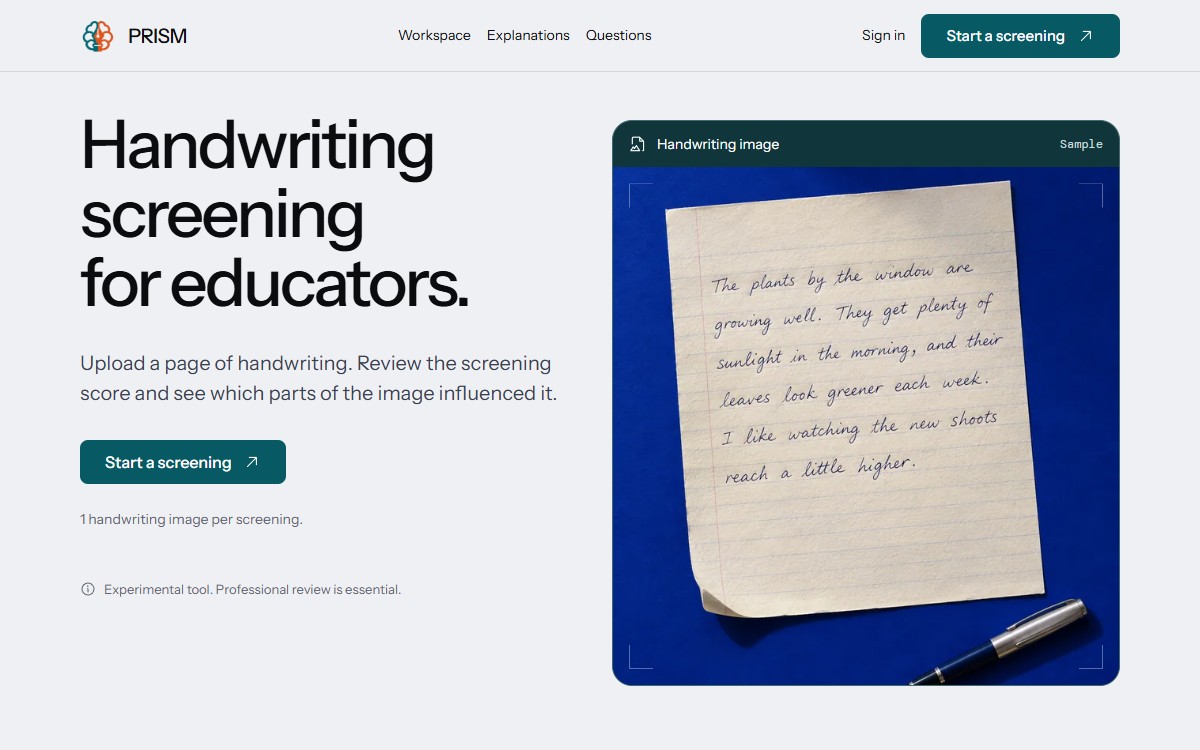 PRISM
Workspace
Explanations
Questions
Sign in
Start a screening
Handwriting
screening
for educators.
Upload a page of handwriting. Review the screening
score and see which parts of the image influenced it.
Start a screening
1 handwriting image per screening.
Experimental tool. Professional review is essential.
Handwriting image
Sample
The plants by the window are
growing well. They get plenty of
sunlight in the morning, and their
leaves look greener each week.
I like watching the new shoots
reach a little higher.